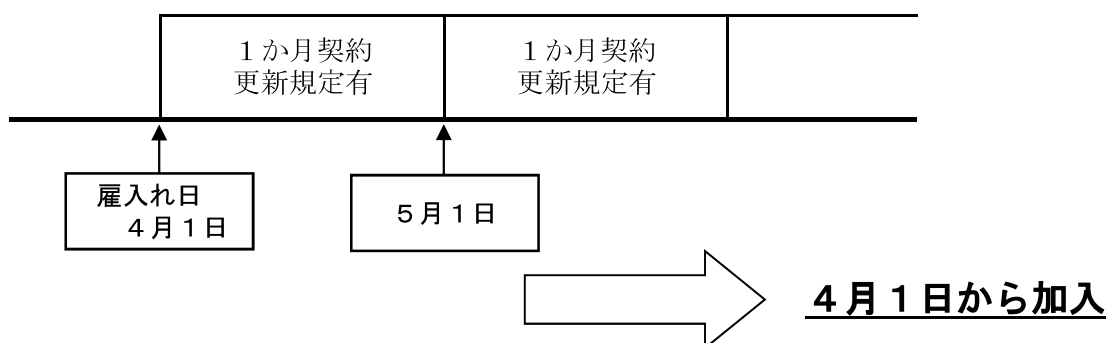 １か月契約
更新規定有
１か月契約
更新規定有
雇入れ日
４月１日
５月１日
４月１日から加入